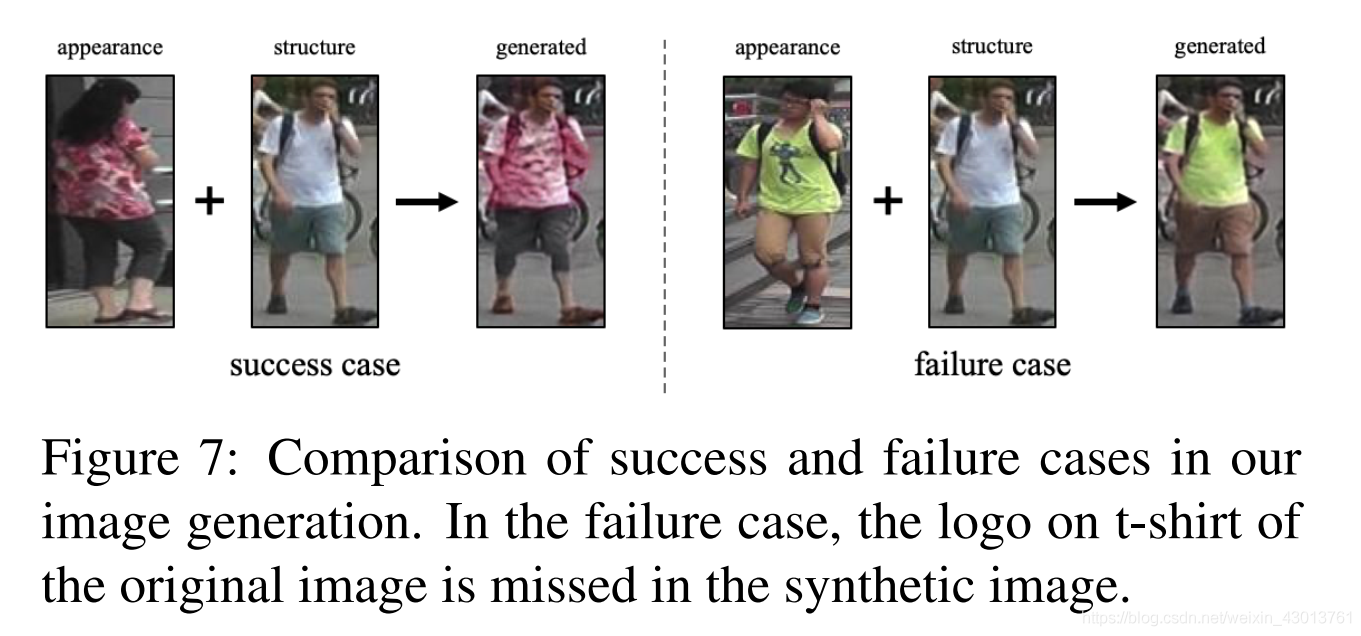 appearance structure generated appearance structure generated
success case failure case
Figure 7: Comparison of success and failure cases in our
image generation. In the failure case, the logo on t-shirt of
the original image is missed in the synthetic image.
https://blog.csdn.net/weixin_43013761